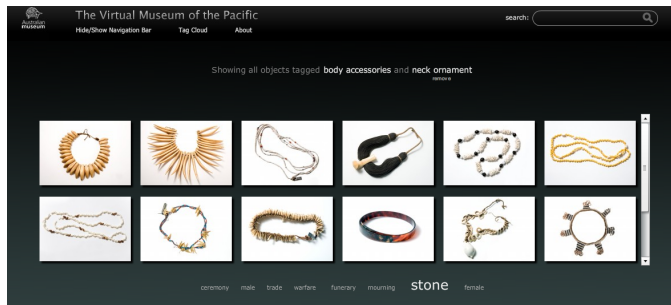 Australian
museum
The Virtual Museum of the Pacific
Hide/Show Navigation Bar Tag Cloud About
search:
Showing all objects tagged body accessories and neck ornament
remove
ceremony male trade warfare funerary mourning stone female